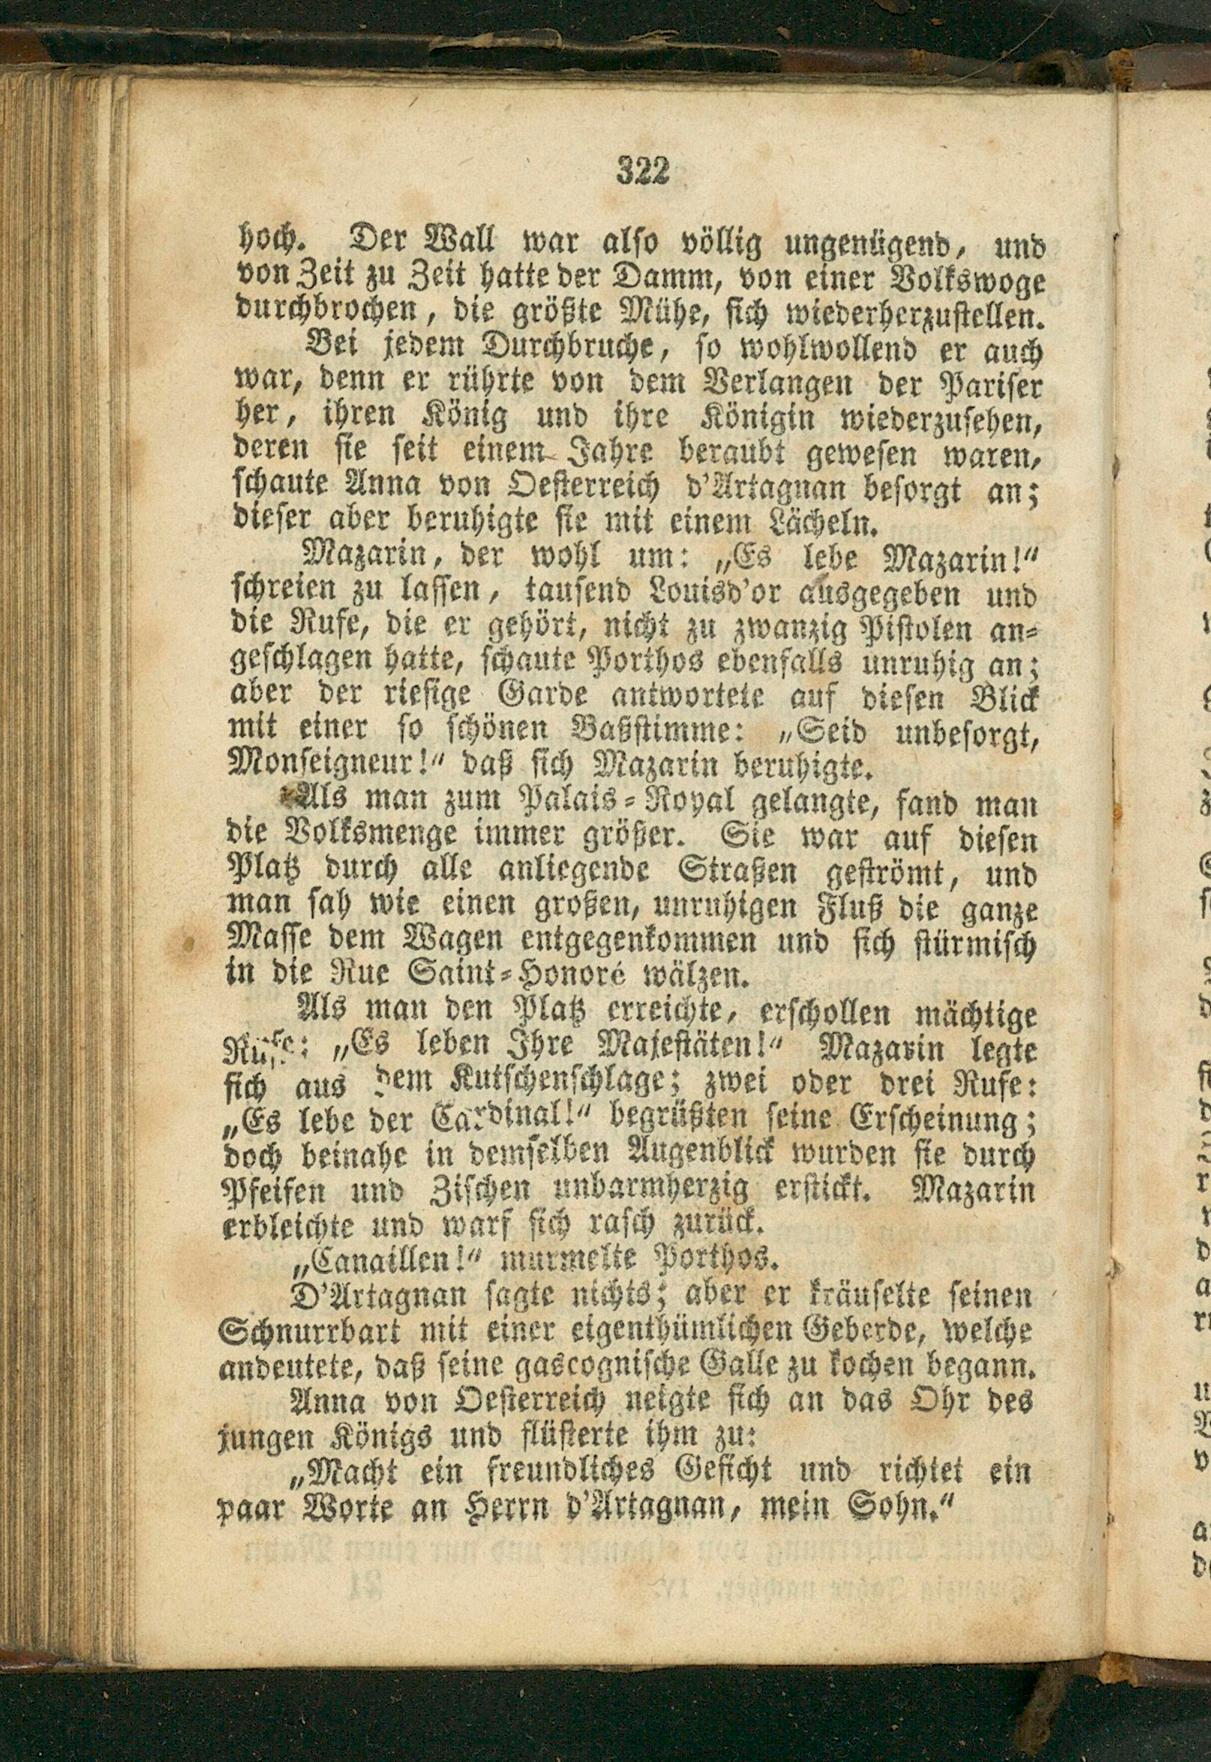 322
hoch. Der Wall war also völlig ungenügend, und
von Zeit zu Zeit hatte der Damm, von einer Volkswoge
durchbrochen, die größte Mühe, sich wiederherzustellen.
Bei jedem Durchbruche, so wohlwollend er auch
war, denn er rührte von dem Verlangen der Pariser
her, ihren König und ihre Königin wiederzusehen,
deren sie seit einem Jahre beraubt gewesen waren,
schaute Anna von Oesterreich d'Artagnan besorgt an;
dieser aber beruhigte sie mit einem Lächeln.
Mazarin, der wohl um: „Es lebe Mazarin!“
schreien zu lassen, tausend Louisd'or ausgegeben und
die Rufe, die er gehört, nicht zu zwanzig Pistolen an-
geschlagen hatte, schaute Porthos ebenfalls unruhig an;
aber der riesige Garde antwortete auf diesen Blick
mit einer so schönen Baßstimme: „Seid unbesorgt,
Monseigneur!“ daß sich Mazarin beruhigte.
Als man zum Palais-Royal gelangte, fand man
die Volksmenge immer größer. Sie war auf diesen
Platz durch alle anliegende Straßen geströmt, und
man sah wie einen großen, unruhigen Fluß die ganze
Masse dem Wagen entgegenkommen und sich stürmisch
in die Rue Saint-Honoré wälzen.
Als man den Platz erreichte, erschollen mächtige
Rufe: „Es leben Ihre Majestäten!“ Mazarin legte
sich aus dem Kutschenschlage; zwei oder drei Rufe:
„Es lebe der Cardinal!“ begrüßten seine Erscheinung;
doch beinahe in demselben Augenblick wurden sie durch
Pfeifen und Zischen unbarmherzig erstickt. Mazarin
erbleichte und warf sich rasch zurück.
„Canaillen!“ murmelte Porthos.
D'Artagnan sagte nichts; aber er kräuselte seinen
Schnurrbart mit einer eigenthümlichen Geberde, welche
andeutete, daß seine gascognische Galle zu kochen begann.
Anna von Oesterreich neigte sich an das Ohr des
jungen Königs und flüsterte ihm zu:
„Macht ein freundliches Gesicht und richtet ein
paar Worte an Herrn d'Artagnan, mein Sohn.“